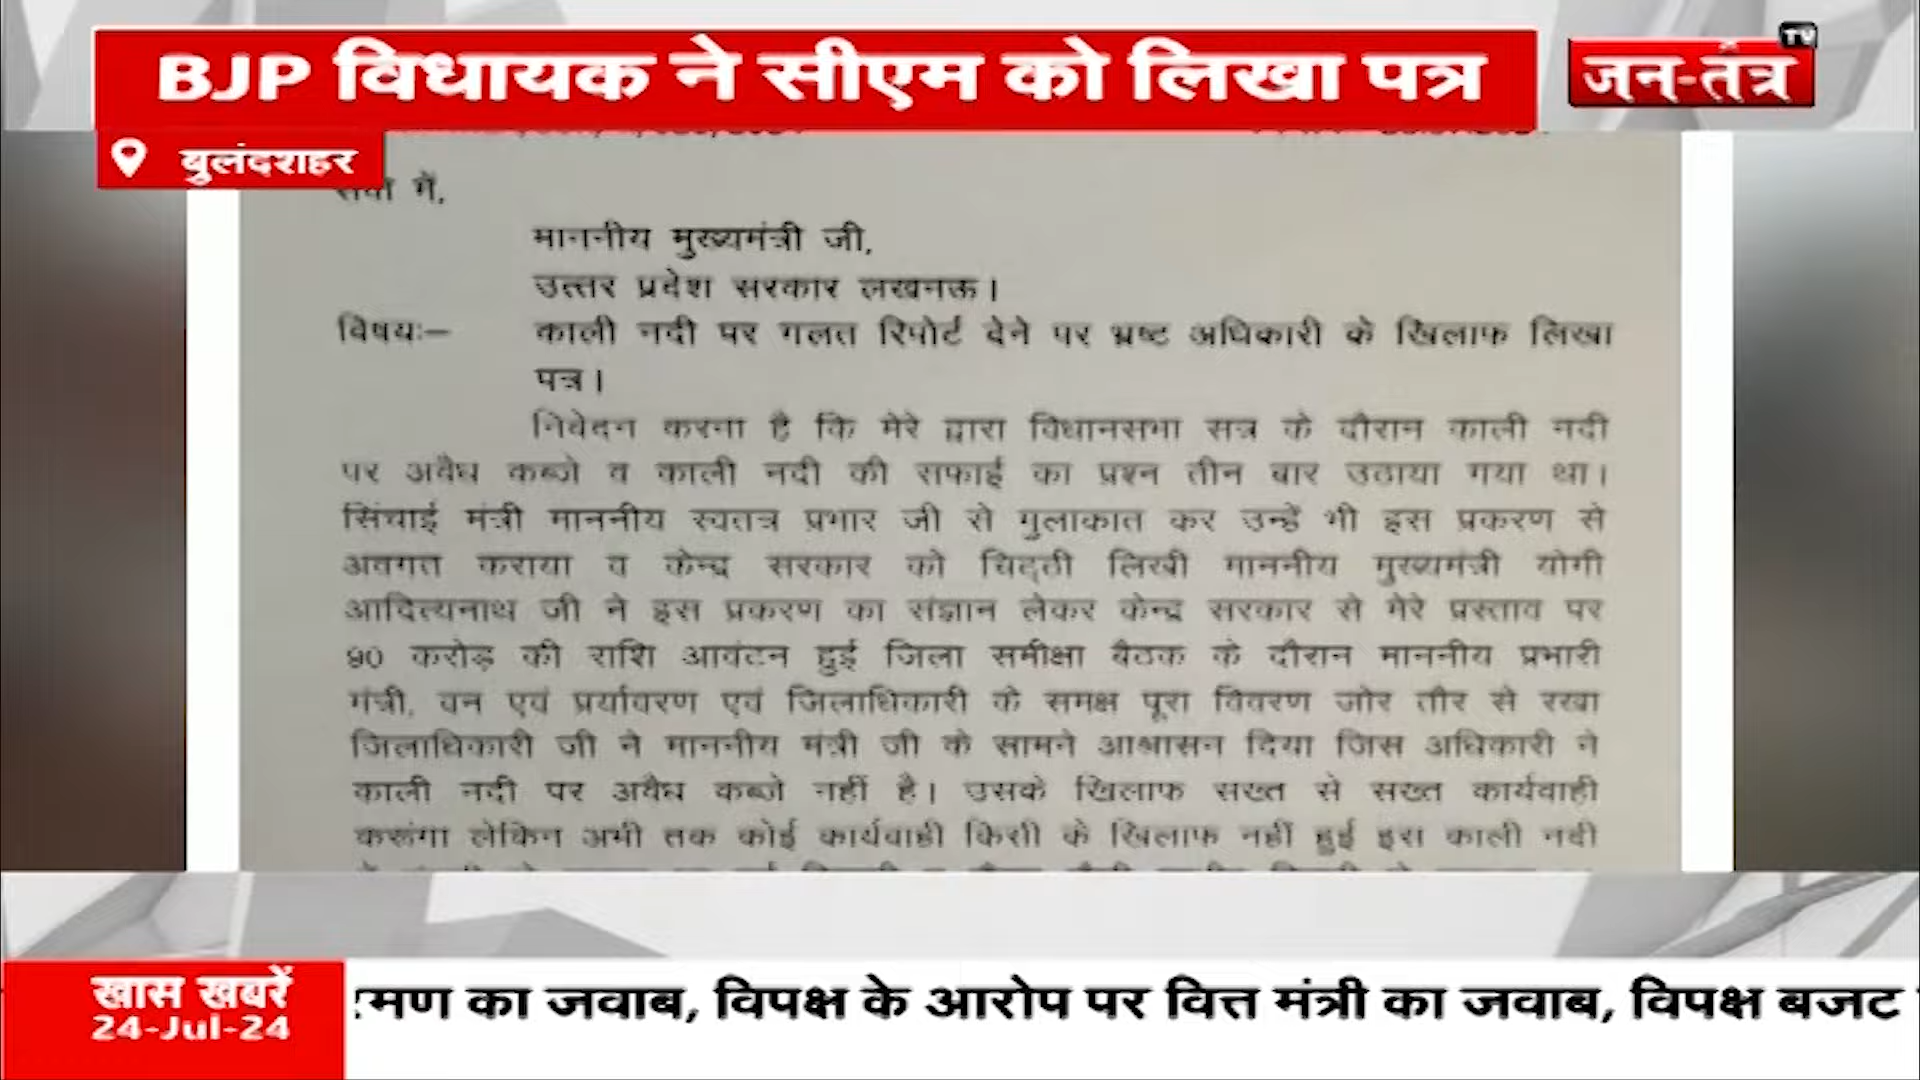 BJP विधायक ने सीएम को लिखा पत्र
जन-तंत्र TV
बुलंदशहर
सेवा में,
माननीय मुख्यमंत्री जी,
उत्तर प्रदेश सरकार लखनऊ।
विषयः— काली नदी पर गलत रिपोर्ट देने पर भ्रष्ट अधिकारी के खिलाफ लिखा
पत्र।
निवेदन करना है कि मेरे द्वारा विधानसभा सत्र के दौरान काली नदी
पर अवैध कब्जे व काली नदी की सफाई का प्रश्न तीन बार उठाया गया था।
सिंचाई मंत्री माननीय स्वतत्र प्रभार जी से मुलाकात कर उन्हें भी इस प्रकरण से
अवगत कराया व केन्द्र सरकार को चिट्ठी लिखी माननीय मुख्यमंत्री योगी
आदित्यनाथ जी ने इस प्रकरण का संज्ञान लेकर केन्द्र सरकार से मेरे प्रस्ताव पर
90 करोड़ की राशि आवंटन हुई जिला समीक्षा बैठक के दौरान माननीय प्रभारी
मंत्री, वन एवं प्रर्यावरण एवं जिलाधिकारी के समक्ष पूरा विवरण जोर तौर से रखा
जिलाधिकारी जी ने माननीय मंत्री जी के सामने आश्वासन दिया जिस अधिकारी ने
काली नदी पर अवैध कब्जे नहीं है। उसके खिलाफ सख्त से सख्त कार्यवाही
करूंगा लेकिन अभी तक कोई कार्यवाही किसी के खिलाफ नहीं हुई इस काली नदी
खास खबरें
24-Jul-24
रमण का जवाब, विपक्ष के आरोप पर वित्त मंत्री का जवाब, विपक्ष बजट